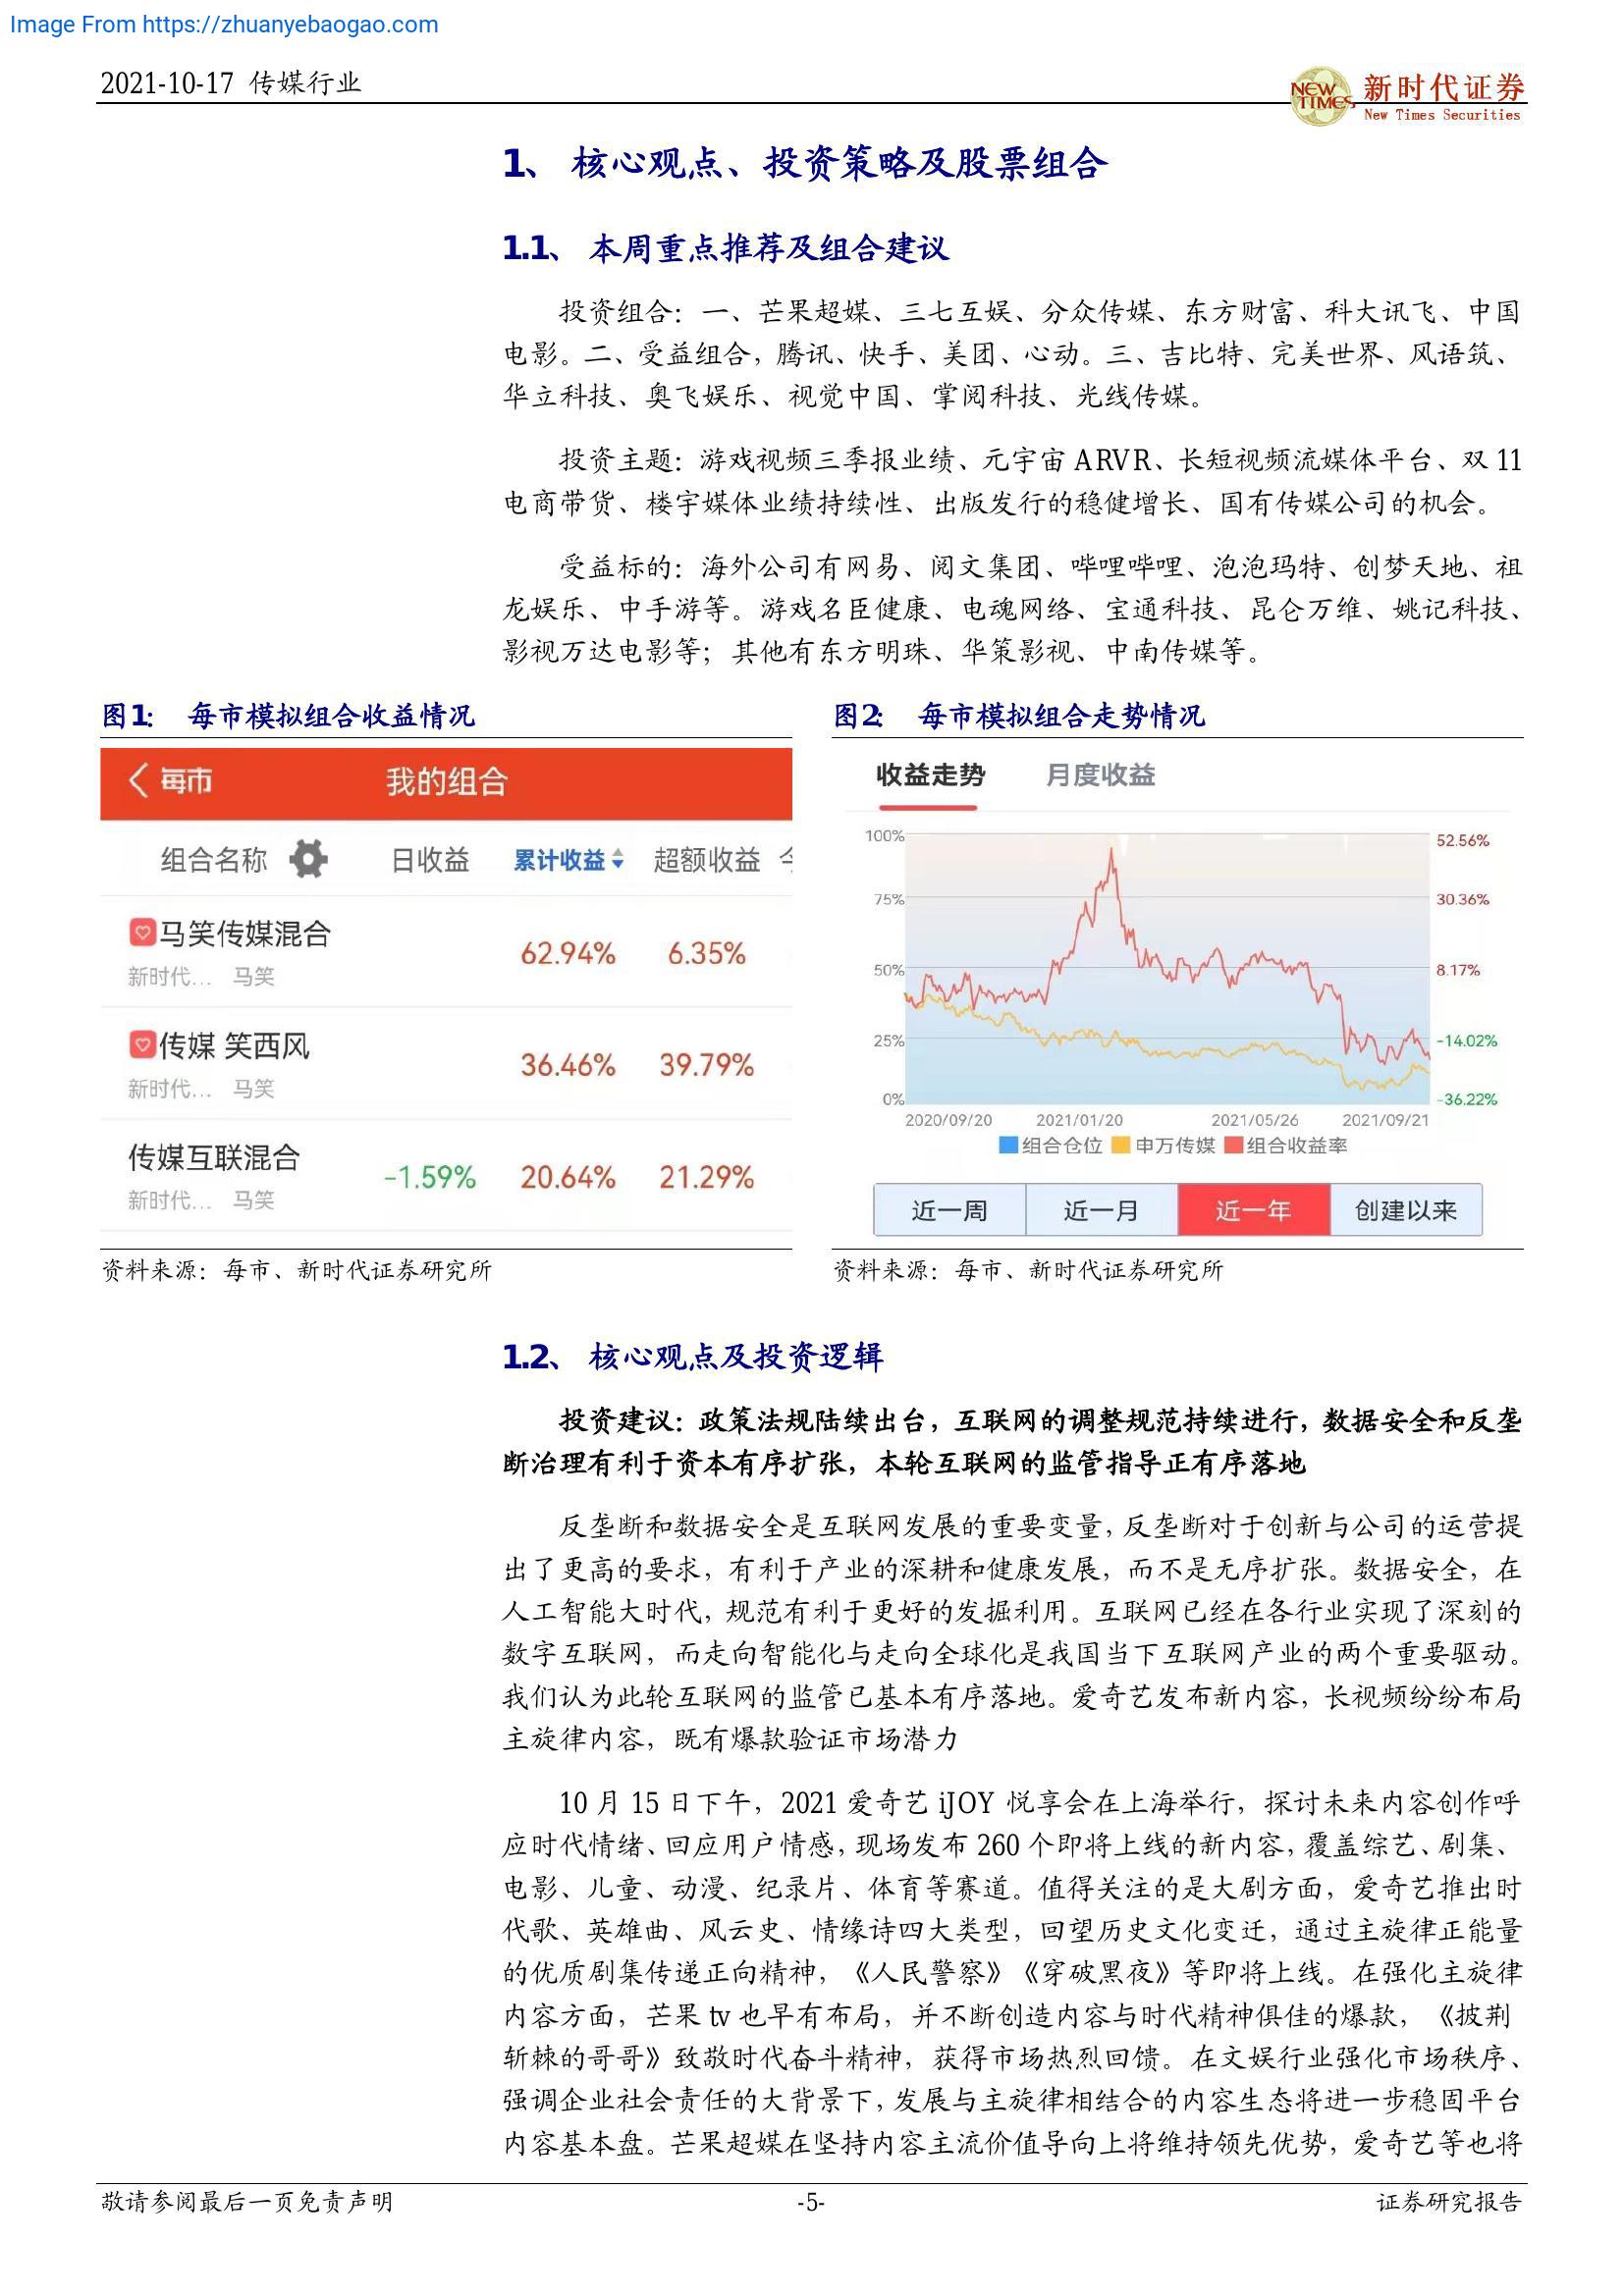 Image From https://zhuanyebaogao.com
2021-10-17 传媒行业
NEW TIMES
新时代证券
New Times Securities
1、 核心观点、投资策略及股票组合
1.1、 本周重点推荐及组合建议
投资组合：一、芒果超媒、三七互娱、分众传媒、东方财富、科大讯飞、中国
电影。二、受益组合，腾讯、快手、美团、心动。三、吉比特、完美世界、风语筑、
华立科技、奥飞娱乐、视觉中国、掌阅科技、光线传媒。
投资主题：游戏视频三季报业绩、元宇宙 ARVR、长短视频流媒体平台、双 11
电商带货、楼宇媒体业绩持续性、出版发行的稳健增长、国有传媒公司的机会。
受益标的：海外公司有网易、阅文集团、哔哩哔哩、泡泡玛特、创梦天地、祖
龙娱乐、中手游等。游戏名臣健康、电魂网络、宝通科技、昆仑万维、姚记科技、
影视万达电影等；其他有东方明珠、华策影视、中南传媒等。
图1： 每市模拟组合收益情况
每市 我的组合
组合名称 日收益 累计收益 超额收益
马笑传媒混合
62.94% 6.35%
新时代... 马笑
传媒 笑西风
36.46% 39.79%
新时代... 马笑
传媒互联混合
-1.59% 20.64% 21.29%
新时代... 马笑
资料来源：每市、新时代证券研究所
图2： 每市模拟组合走势情况
收益走势 月度收益
100% 52.56%
75% 30.36%
50% 8.17%
25% -14.02%
0% -36.22%
2020/09/20 2021/01/20 2021/05/26 2021/09/21
组合仓位 申万传媒 组合收益率
近一周 近一月 近一年 创建以来
资料来源：每市、新时代证券研究所
1.2、 核心观点及投资逻辑
投资建议：政策法规陆续出台，互联网的调整规范持续进行，数据安全和反垄
断治理有利于资本有序扩张，本轮互联网的监管指导正有序落地
反垄断和数据安全是互联网发展的重要变量，反垄断对于创新与公司的运营提
出了更高的要求，有利于产业的深耕和健康发展，而不是无序扩张。数据安全，在
人工智能大时代，规范有利于更好的发掘利用。互联网已经在各行业实现了深刻的
数字互联网，而走向智能化与走向全球化是我国当下互联网产业的两个重要驱动。
我们认为此轮互联网的监管已基本有序落地。爱奇艺发布新内容，长视频纷纷布局
主旋律内容，既有爆款验证市场潜力
10 月 15 日下午，2021 爱奇艺 iJOY 悦享会在上海举行，探讨未来内容创作呼
应时代情绪、回应用户情感，现场发布 260 个即将上线的新内容，覆盖综艺、剧集、
电影、儿童、动漫、纪录片、体育等赛道。值得关注的是大剧方面，爱奇艺推出时
代歌、英雄曲、风云史、情缘诗四大类型，回望历史文化变迁，通过主旋律正能量
的优质剧集传递正向精神，《人民警察》《穿破黑夜》等即将上线。在强化主旋律
内容方面，芒果 tv 也早有布局，并不断创造内容与时代精神俱佳的爆款，《披荆
斩棘的哥哥》致敬时代奋斗精神，获得市场热烈回馈。在文娱行业强化市场秩序、
强调企业社会责任的大背景下，发展与主旋律相结合的内容生态将进一步稳固平台
内容基本盘。芒果超媒在坚持内容主流价值导向上将维持领先优势，爱奇艺等也将
敬请参阅最后一页免责声明 -5- 证券研究报告